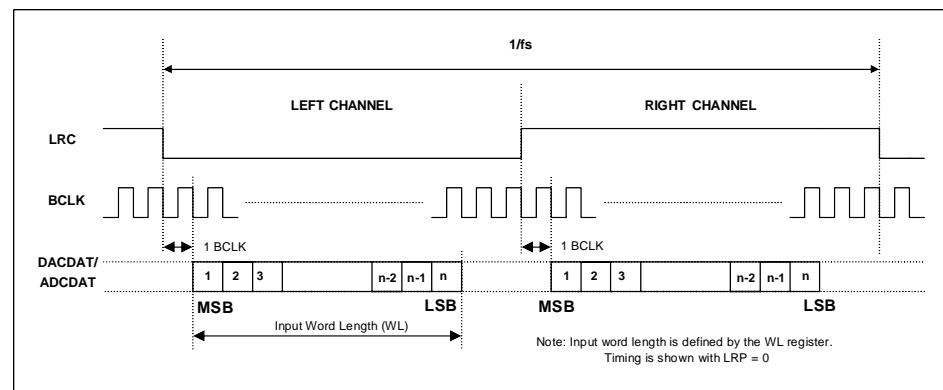 1/fs
LEFT CHANNEL RIGHT CHANNEL
LRC
BCLK
1 BCLK 1 BCLK
DACDAT/
ADCDAT
1 2 3 n-2 n-1 n 1 2 3 n-2 n-1 n
MSB LSB MSB LSB
Input Word Length (WL)
Note: Input word length is defined by the WL register.
Timing is shown with LRP = 0